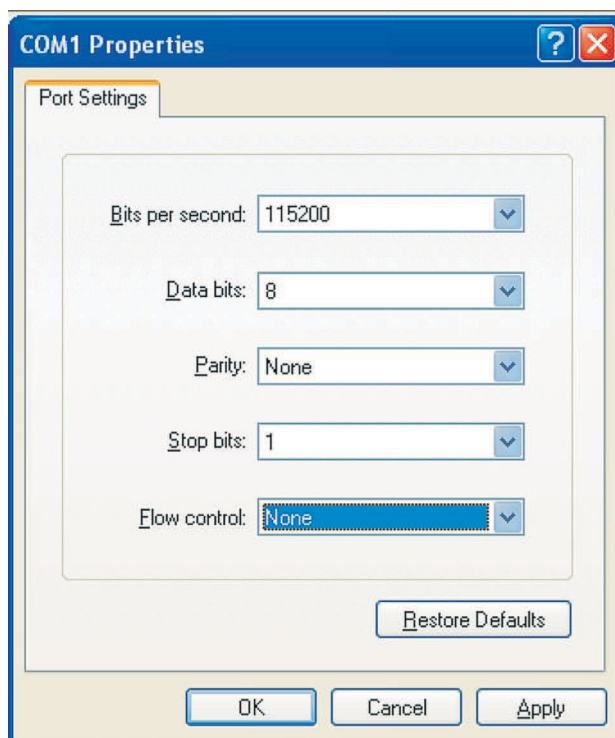 COM1 Properties
Port Settings
Bits per second: 115200
Data bits: 8
Parity: None
Stop bits: 1
Flow control: None
Restore Defaults
OK Cancel Apply